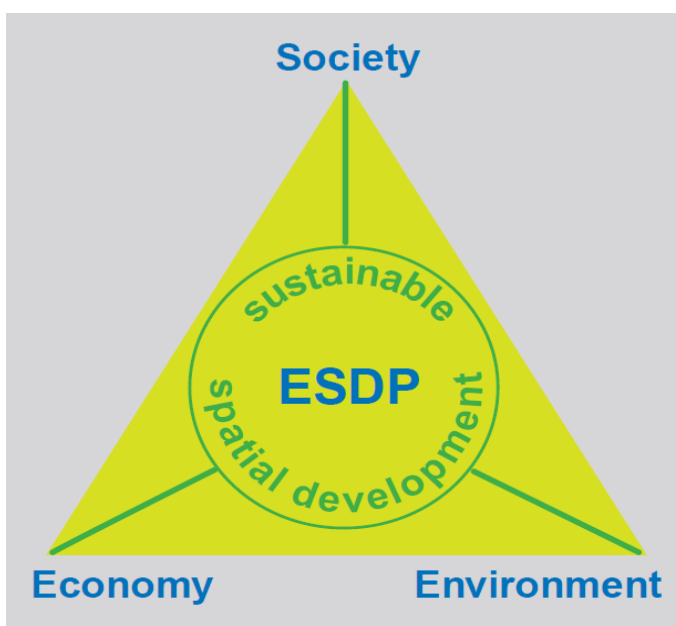 Society
sustainable
ESDP
spatial development
Economy
Environment